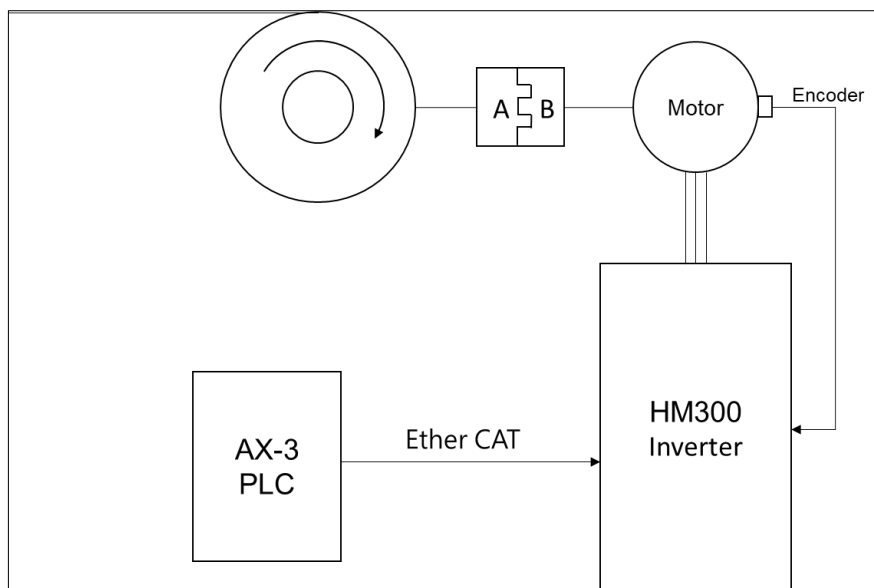 A B
Motor
Encoder
HM300
Inverter
Ether CAT
AX-3
PLC